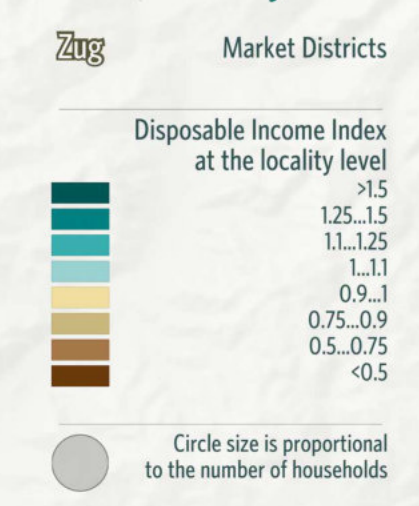 Zug Market Districts
Disposable Income Index
at the locality level
>1.5
1.25...1.5
1.1...1.25
1...1.1
0.9...1
0.75...0.9
0.5...0.75
<0.5
Circle size is proportional
to the number of households